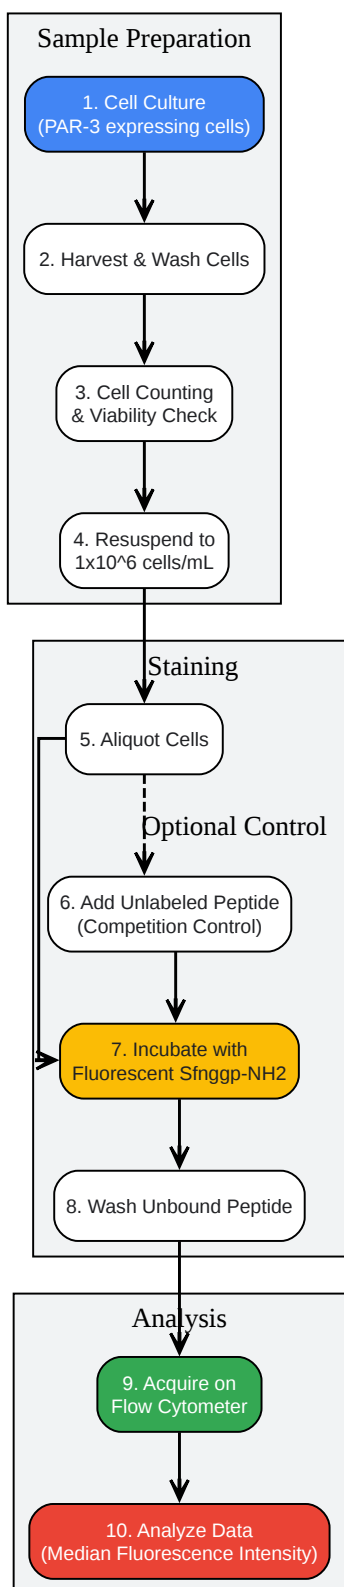 Sample Preparation
1. Cell Culture
(PAR-3 expressing cells)
2. Harvest & Wash Cells
3. Cell Counting
& Viability Check
4. Resuspend to
1x10^6 cells/mL
Staining
5. Aliquot Cells
Optional Control
6. Add Unlabeled Peptide
(Competition Control)
7. Incubate with
Fluorescent Sfnggp-NH2
8. Wash Unbound Peptide
Analysis
9. Acquire on
Flow Cytometer
10. Analyze Data
(Median Fluorescence Intensity)